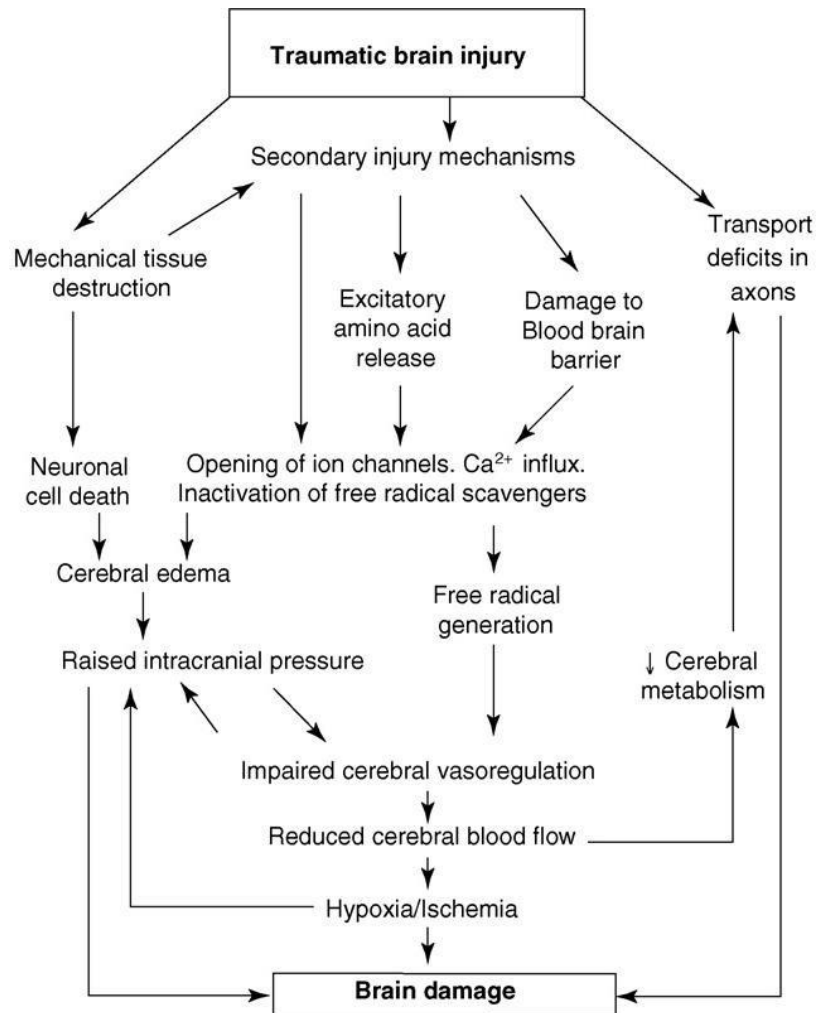 Traumatic brain injury
Secondary injury mechanisms
Mechanical tissue
destruction
Excitatory
amino acid
release
Damage to
Blood brain
barrier
Transport
deficits in
axons
Neuronal
cell death
Opening of ion channels. Ca²⁺ influx.
Inactivation of free radical scavengers
Cerebral edema
Free radical
generation
Raised intracranial pressure
↓ Cerebral
metabolism
Impaired cerebral vasoregulation
Reduced cerebral blood flow
Hypoxia/Ischemia
Brain damage